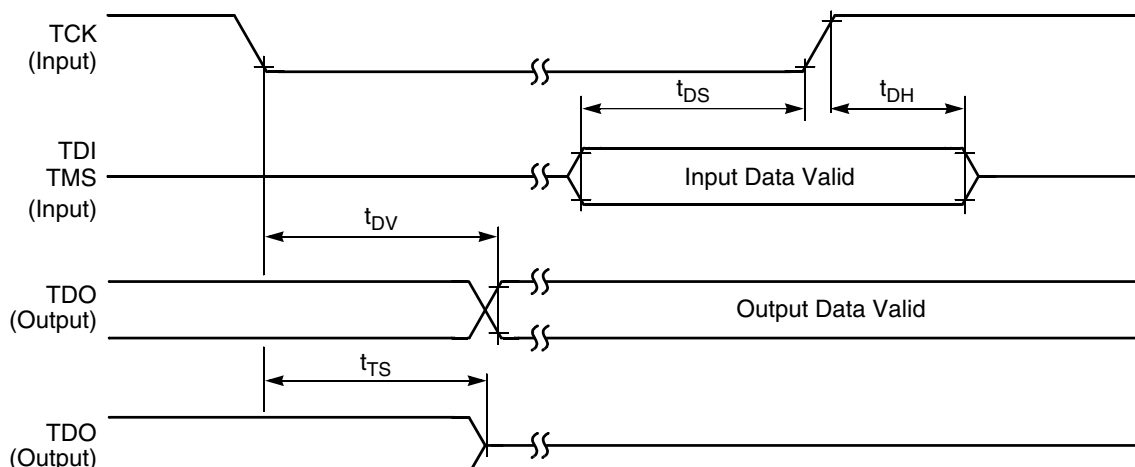 TCK
(Input)
tDS
tDH
TDI
TMS
(Input)
Input Data Valid
tDV
TDO
(Output)
Output Data Valid
tTS
TDO
(Output)